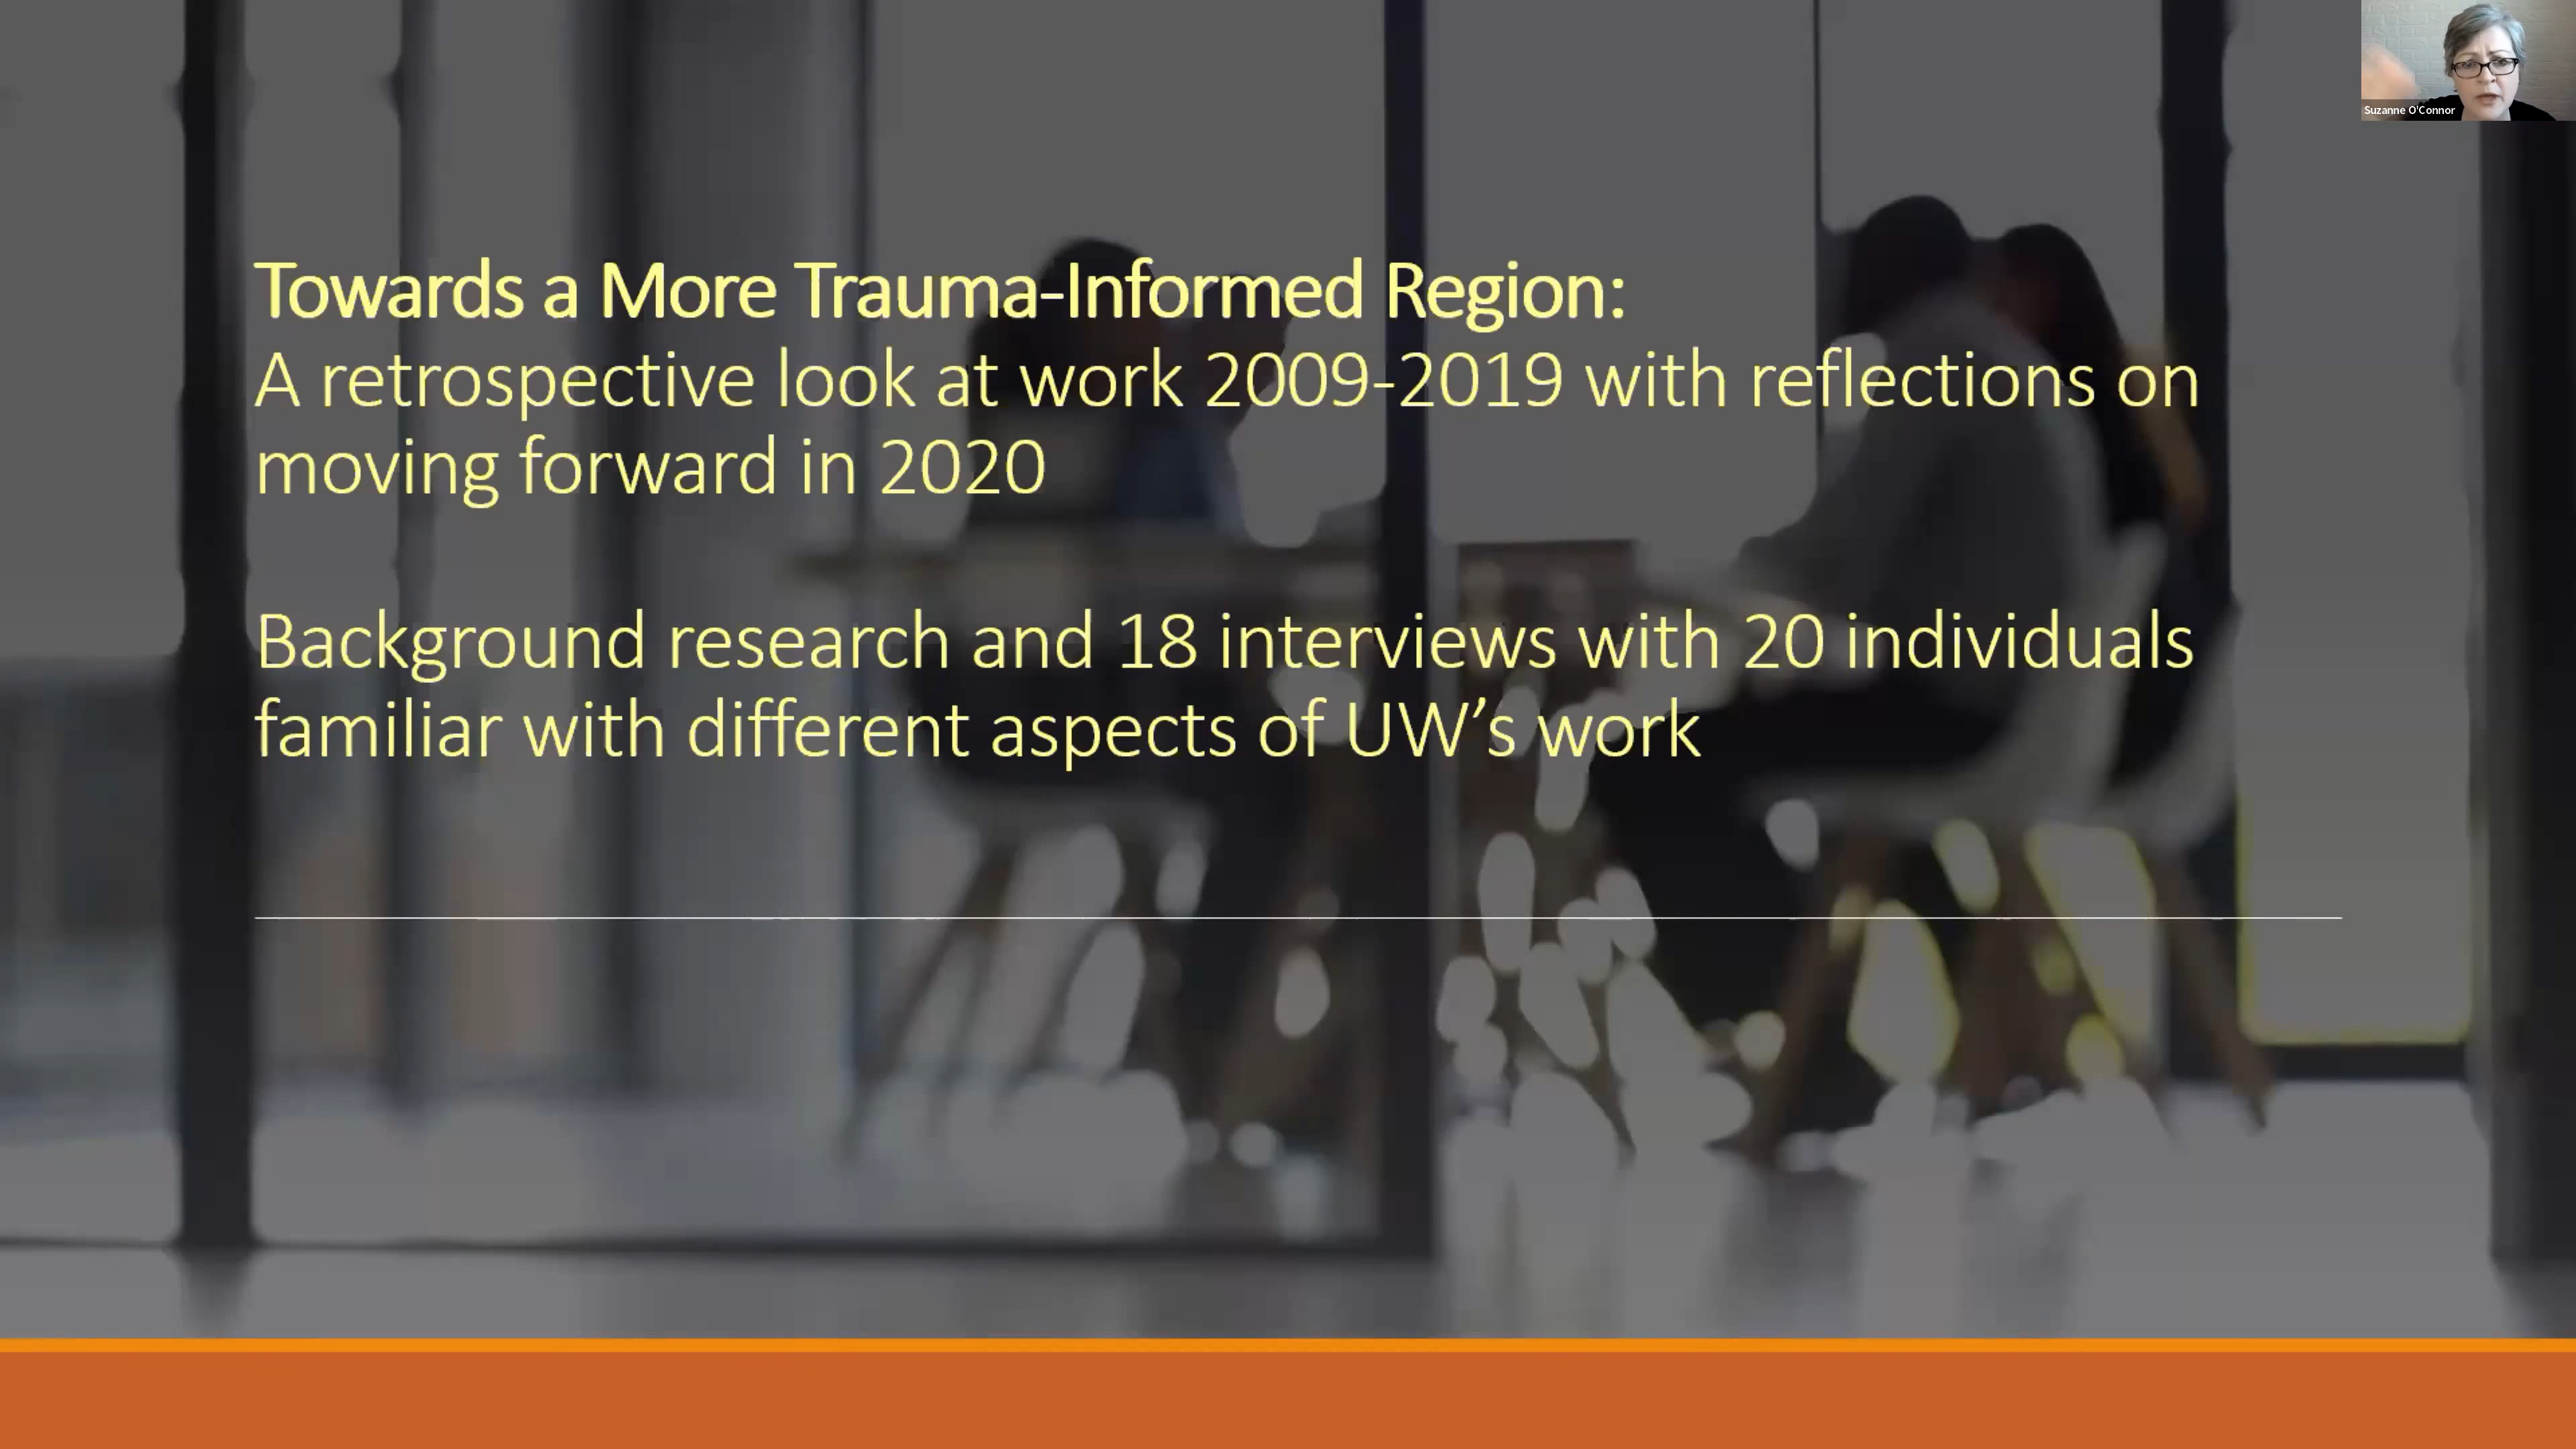 Suzanne O'Connor
Towards a More Trauma-Informed Region:
A retrospective look at work 2009-2019 with reflections on
moving forward in 2020
Background research and 18 interviews with 20 individuals
familiar with different aspects of UW’s work